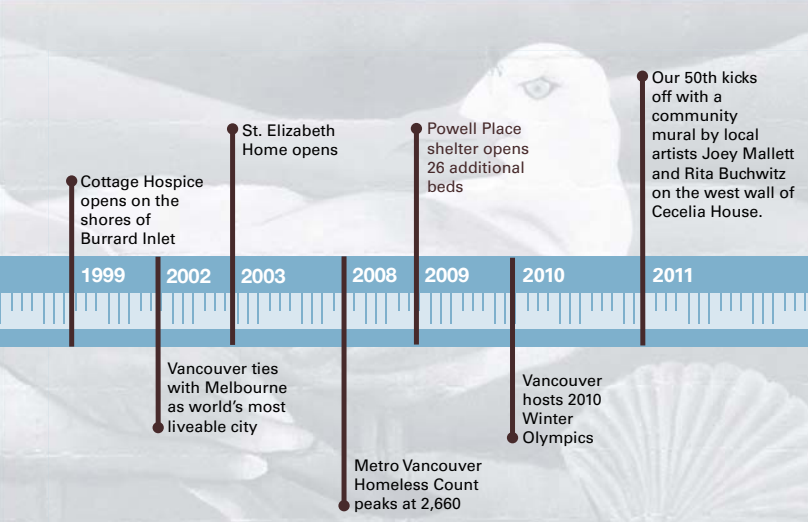 Our 50th kicks
off with a
community
mural by local
artists Joey Mallett
and Rita Buchwitz
on the west wall of
Cecelia House.
St. Elizabeth
Home opens
Powell Place
shelter opens
26 additional
beds
Cottage Hospice
opens on the
shores of
Burrard Inlet
1999 2002 2003 2008 2009 2010 2011
Vancouver ties
with Melbourne
as world's most
liveable city
Vancouver
hosts 2010
Winter
Olympics
Metro Vancouver
Homeless Count
peaks at 2,660